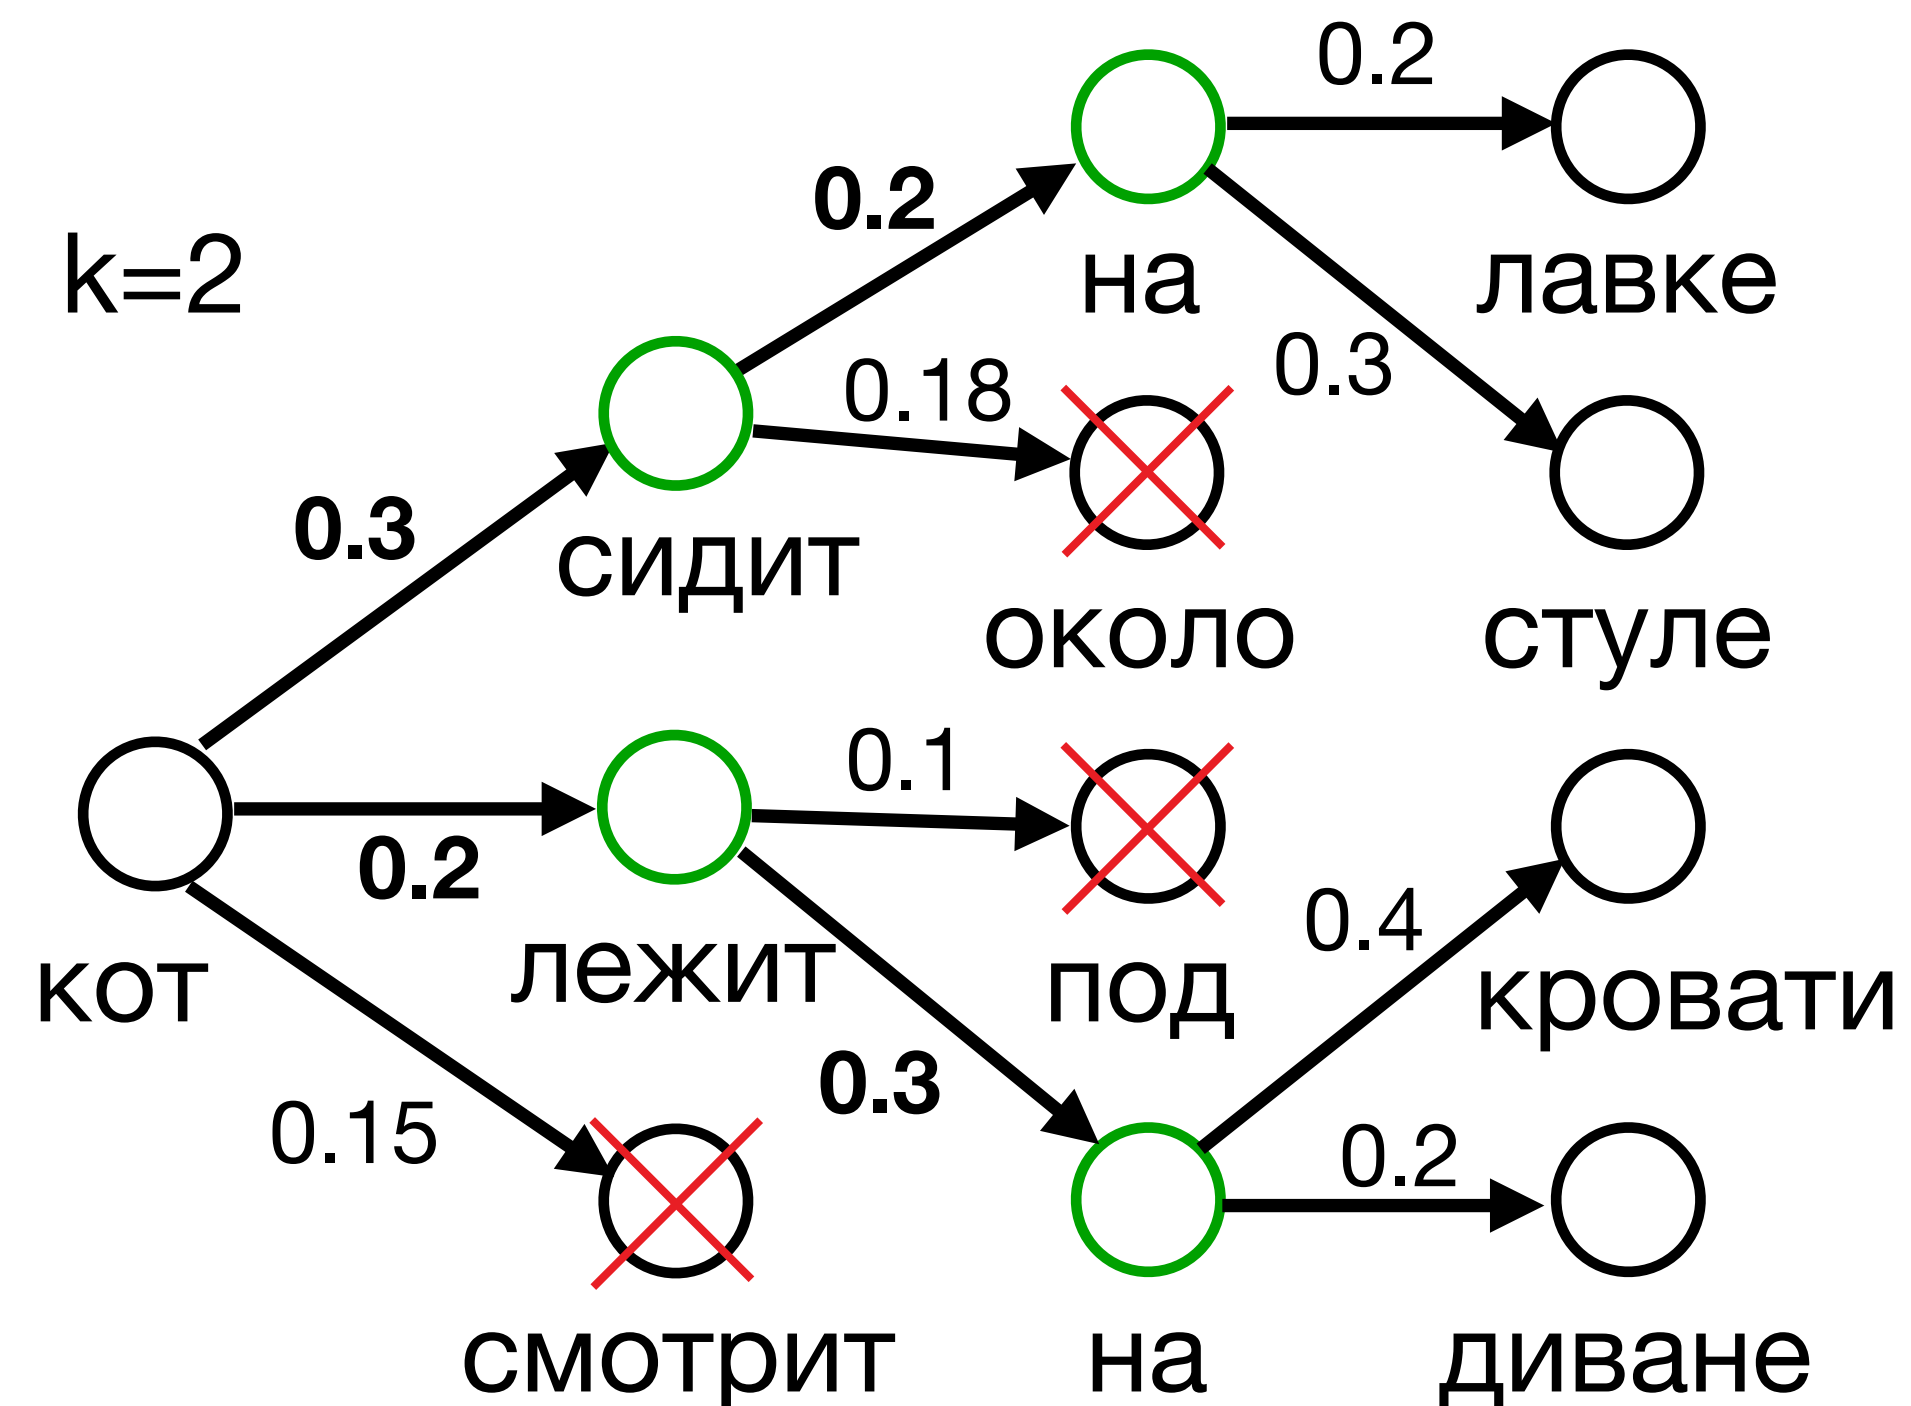 0.2
0.2
k=2
на
лавке
0.18
0.3
0.3
сидит
около
стуле
0.1
0.2
0.4
кот
лежит
под
кровати
0.3
0.15
0.2
смотрит
на
диване